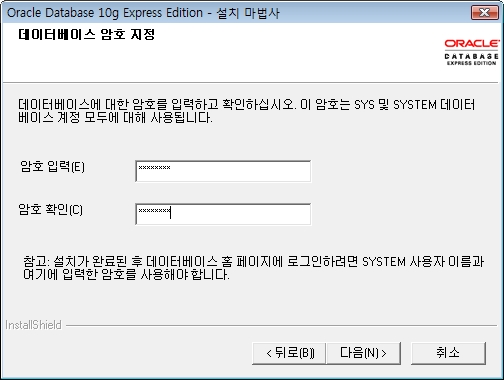 Oracle Database 10g Express Edition - 설치 마법사
데이터베이스 암호 지정
ORACLE
DATABASE
EXPRESS EDITION
데이터베이스에 대한 암호를 입력하고 확인하십시오. 이 암호는 SYS 및 SYSTEM 데이터
베이스 계정 모두에 대해 사용됩니다.
암호 입력(E)
********
암호 확인(C)
********
참고: 설치가 완료된 후 데이터베이스 홈 페이지에 로그인하려면 SYSTEM 사용자 이름과
여기에 입력한 암호를 사용해야 합니다.
InstallShield
< 뒤로(B) 다음(N) > 취소